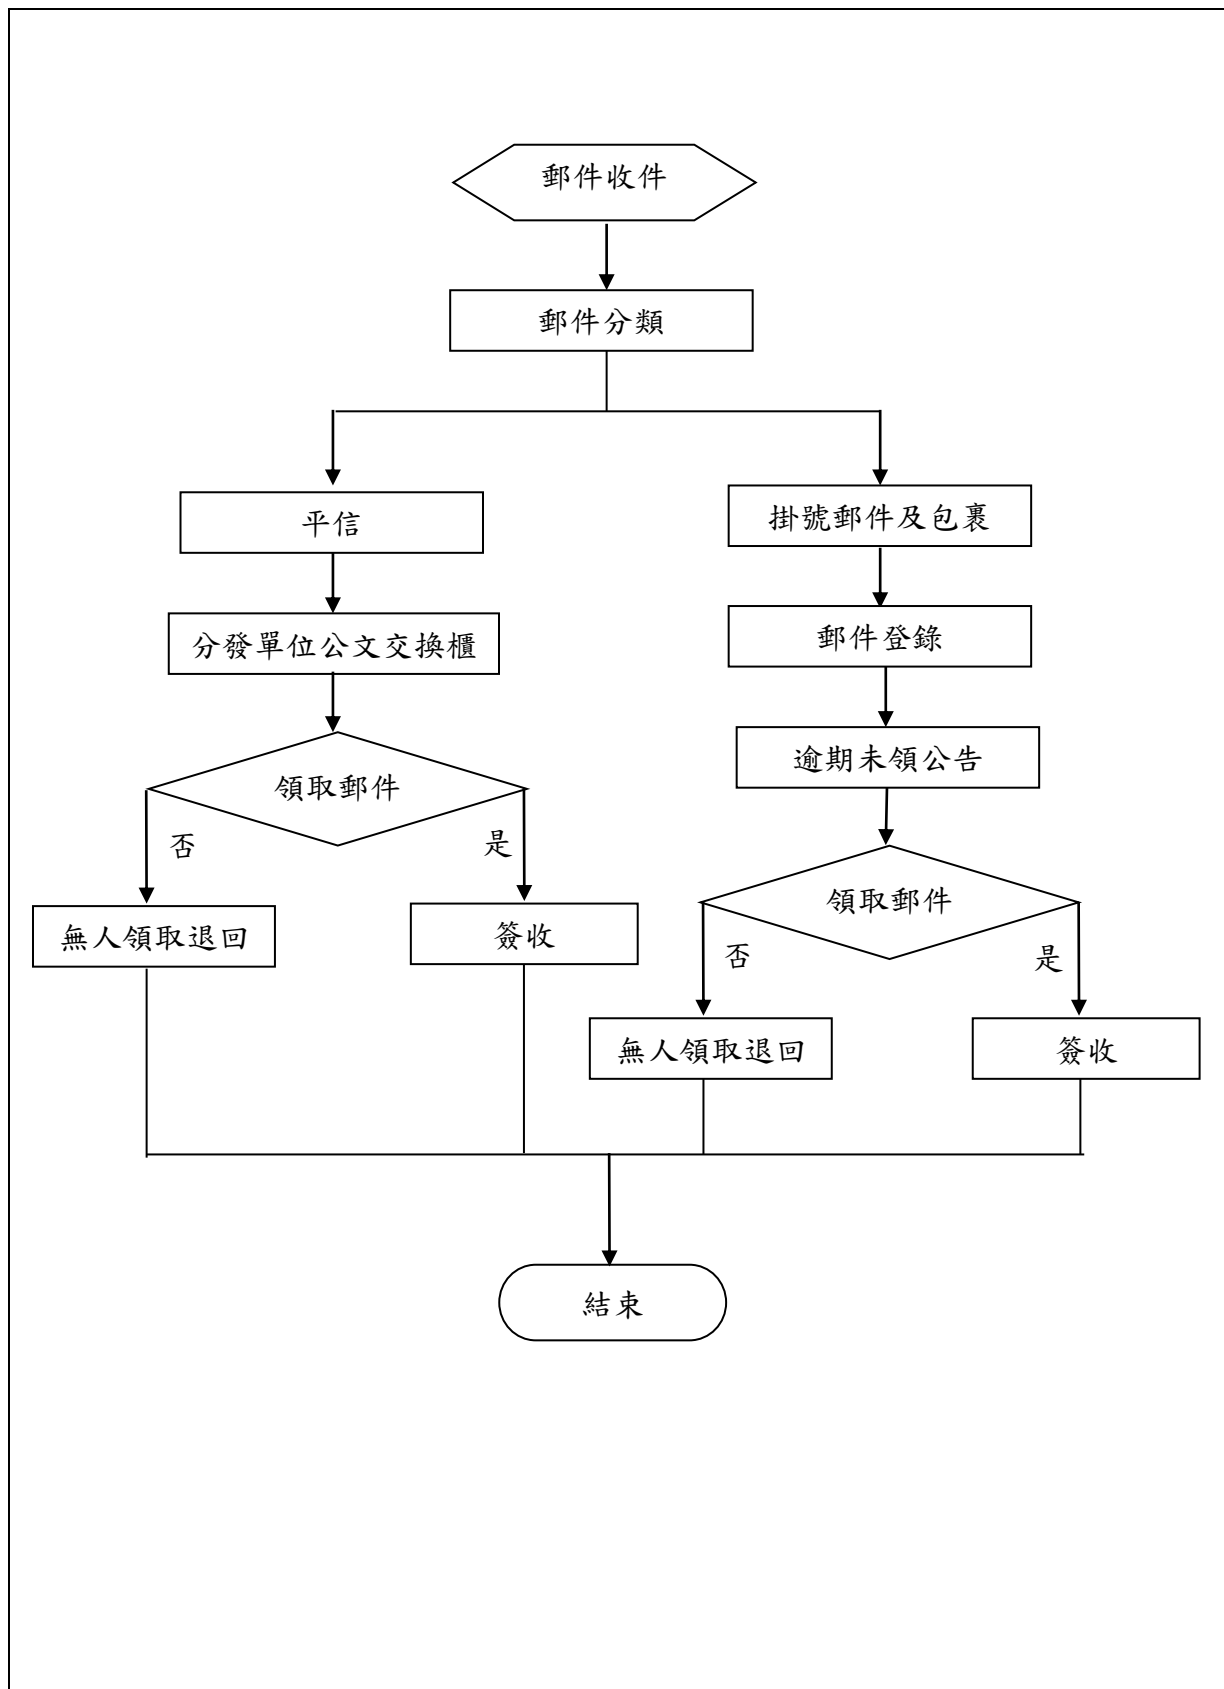 郵件收件
郵件分類
平信
掛號郵件及包裹
分發單位公文交換櫃
郵件登錄
逾期未領公告
領取郵件
否
是
領取郵件
無人領取退回
簽收
否
是
無人領取退回
簽收
結束